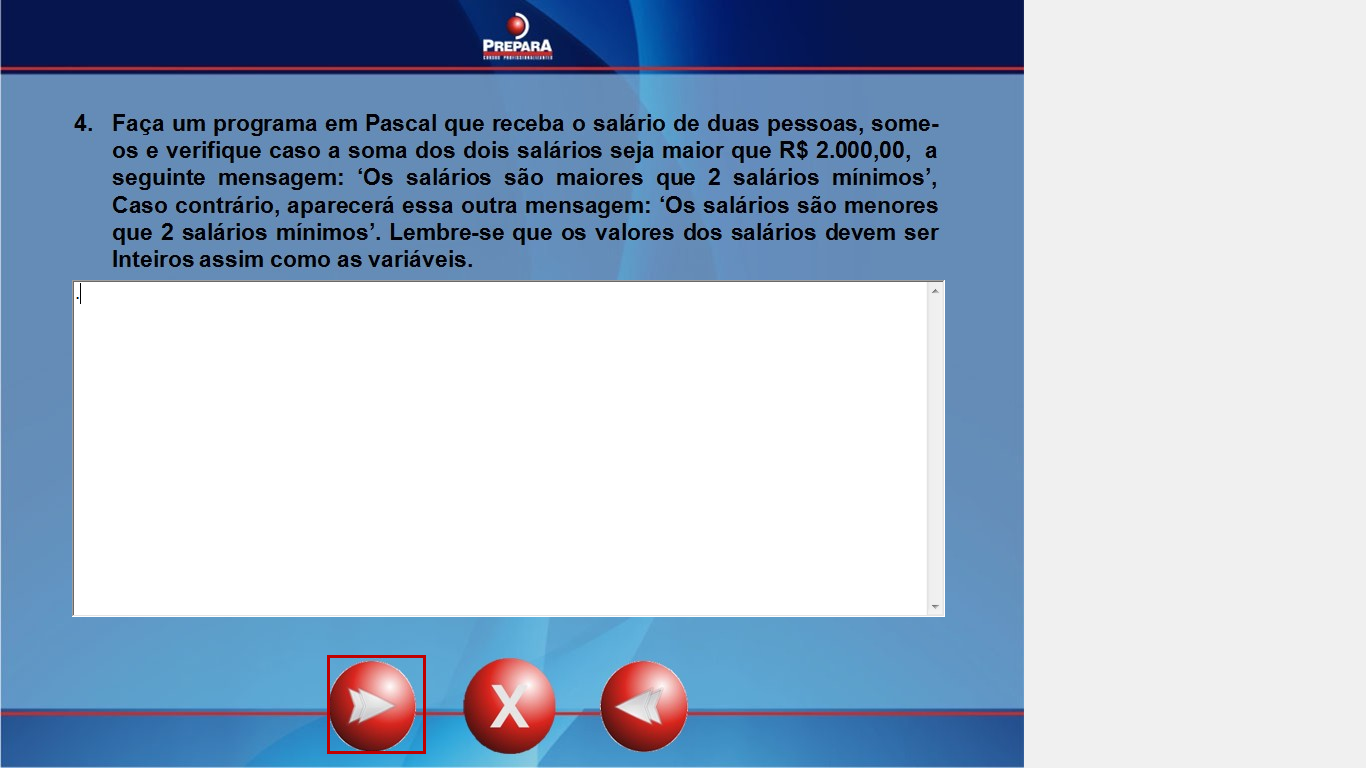 PREPARA
CURSOS PROFISSIONALIZANTES
4. Faça um programa em Pascal que receba o salário de duas pessoas, some-
os e verifique caso a soma dos dois salários seja maior que R$ 2.000,00, a
seguinte mensagem: ‘Os salários são maiores que 2 salários mínimos’,
Caso contrário, aparecerá essa outra mensagem: ‘Os salários são menores
que 2 salários mínimos’. Lembre-se que os valores dos salários devem ser
Inteiros assim como as variáveis.
.
X